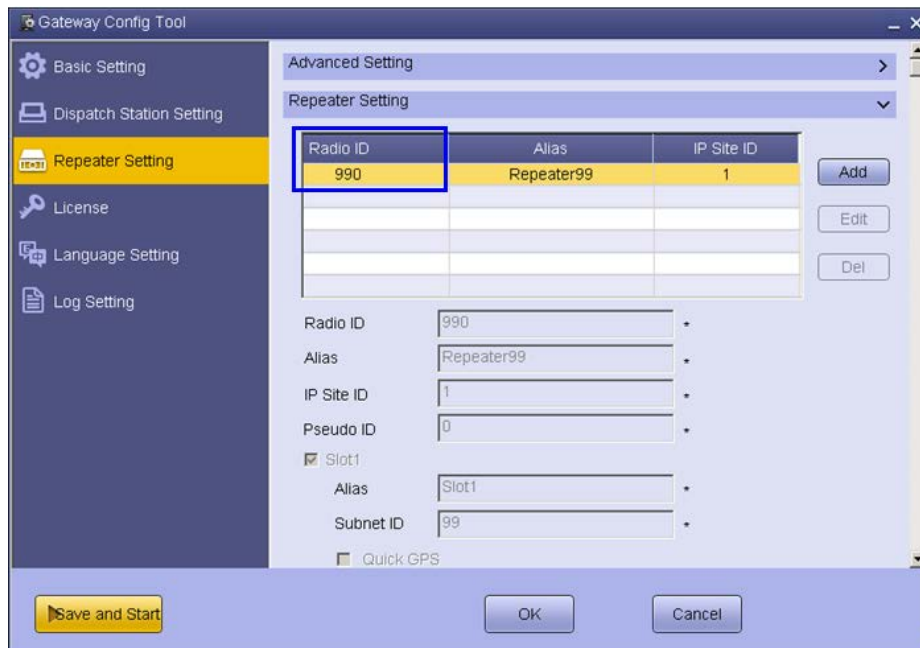 Gateway Config Tool
Basic Setting
Dispatch Station Setting
Repeater Setting
License
Language Setting
Log Setting
Advanced Setting
Repeater Setting
Radio ID Alias IP Site ID
990 Repeater99 1
Add
Edit
Del
Radio ID 990 *
Alias Repeater99 *
IP Site ID 1 *
Pseudo ID 0 *
Slot1
Alias Slot1 *
Subnet ID 99 *
Quick GPS
Save and Start
OK
Cancel